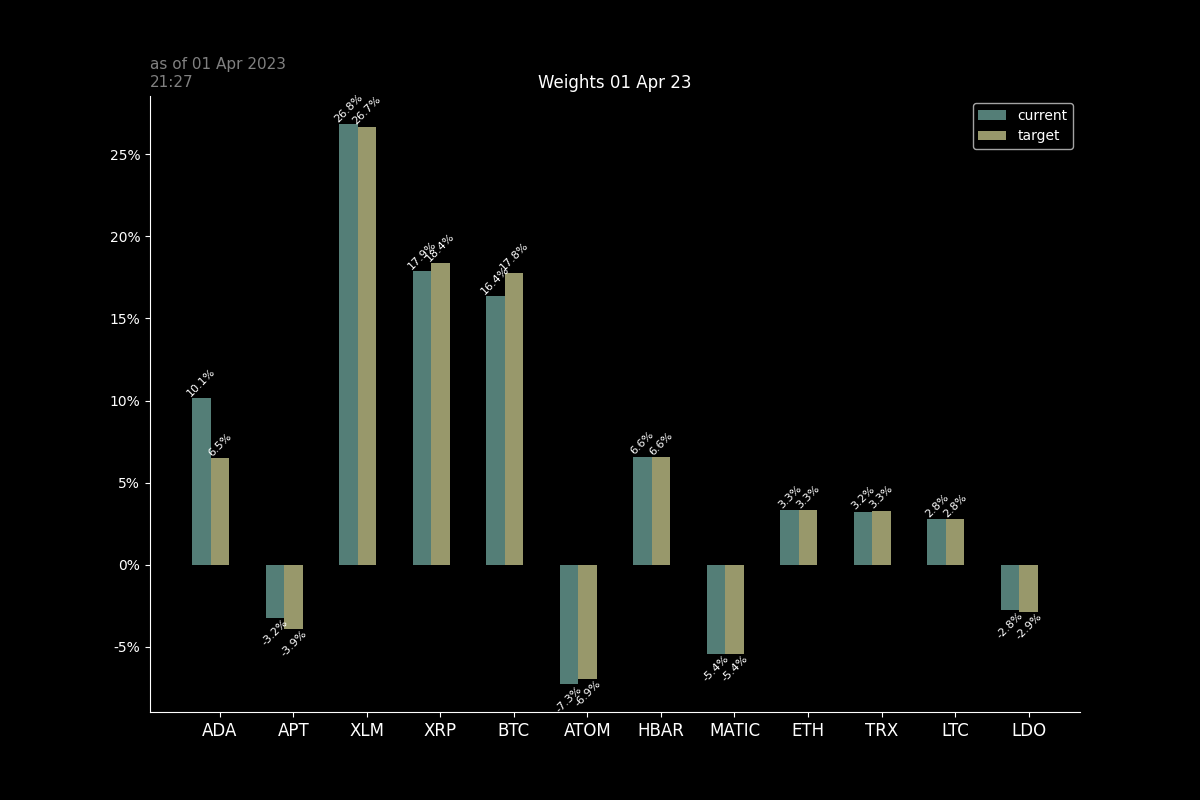 as of 01 Apr 2023
21:27
Weights 01 Apr 23
current
target
26.8%
26.7%
25%
20%
17.9%
18.4%
16.4%
17.8%
15%
10%
10.1%
6.5%
6.6%
6.6%
5%
3.3%
3.3%
3.2%
3.3%
2.8%
2.8%
0%
-3.2%
-3.9%
-2.8%
-2.9%
-5%
-5.4%
-5.4%
-7.3%
-6.9%
ADA
APT
XLM
XRP
BTC
ATOM
HBAR
MATIC
ETH
TRX
LTC
LDO